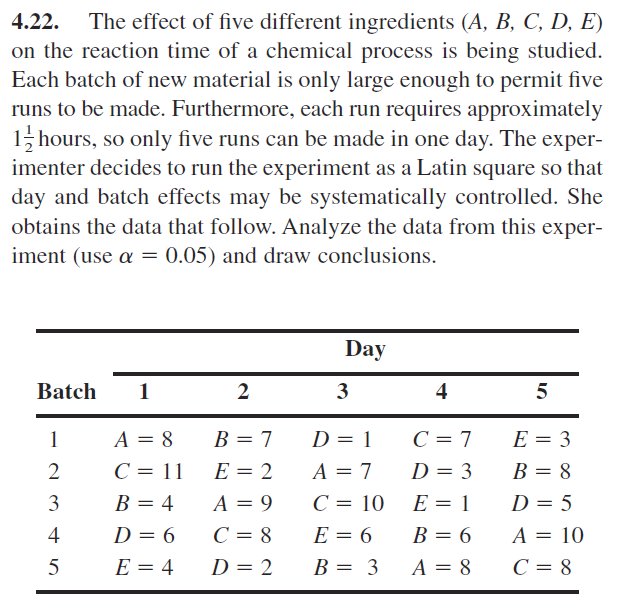 4.22. The effect of five different ingredients (A, B, C, D, E)
on the reaction time of a chemical process is being studied.
Each batch of new material is only large enough to permit five
runs to be made. Furthermore, each run requires approximately
1½ hours, so only five runs can be made in one day. The exper-
imenter decides to run the experiment as a Latin square so that
day and batch effects may be systematically controlled. She
obtains the data that follow. Analyze the data from this exper-
iment (use α = 0.05) and draw conclusions.
Day
Batch 1 2 3 4 5
1 A = 8 B = 7 D = 1 C = 7 E = 3
2 C = 11 E = 2 A = 7 D = 3 B = 8
3 B = 4 A = 9 C = 10 E = 1 D = 5
4 D = 6 C = 8 E = 6 B = 6 A = 10
5 E = 4 D = 2 B = 3 A = 8 C = 8